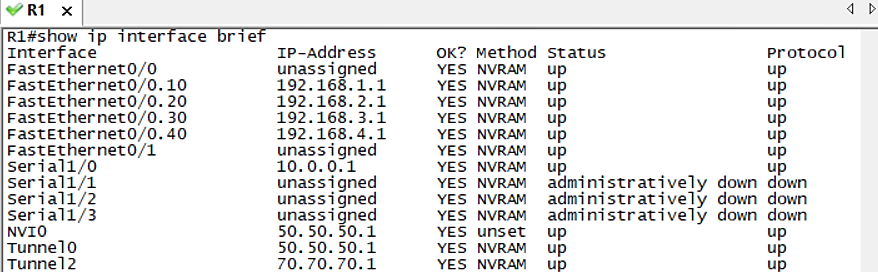 R1
R1#show ip interface brief
Interface IP-Address OK? Method Status Protocol
FastEthernet0/0 unassigned YES NVRAM up up
FastEthernet0/0.10 192.168.1.1 YES NVRAM up up
FastEthernet0/0.20 192.168.2.1 YES NVRAM up up
FastEthernet0/0.30 192.168.3.1 YES NVRAM up up
FastEthernet0/0.40 192.168.4.1 YES NVRAM up up
FastEthernet0/1 unassigned YES NVRAM up up
Serial1/0 10.0.0.1 YES NVRAM up up
Serial1/1 unassigned YES NVRAM administratively down down
Serial1/2 unassigned YES NVRAM administratively down down
Serial1/3 unassigned YES NVRAM administratively down down
NVI0 50.50.50.1 YES unset up up
Tunnel0 50.50.50.1 YES NVRAM up up
Tunnel2 70.70.70.1 YES NVRAM up up